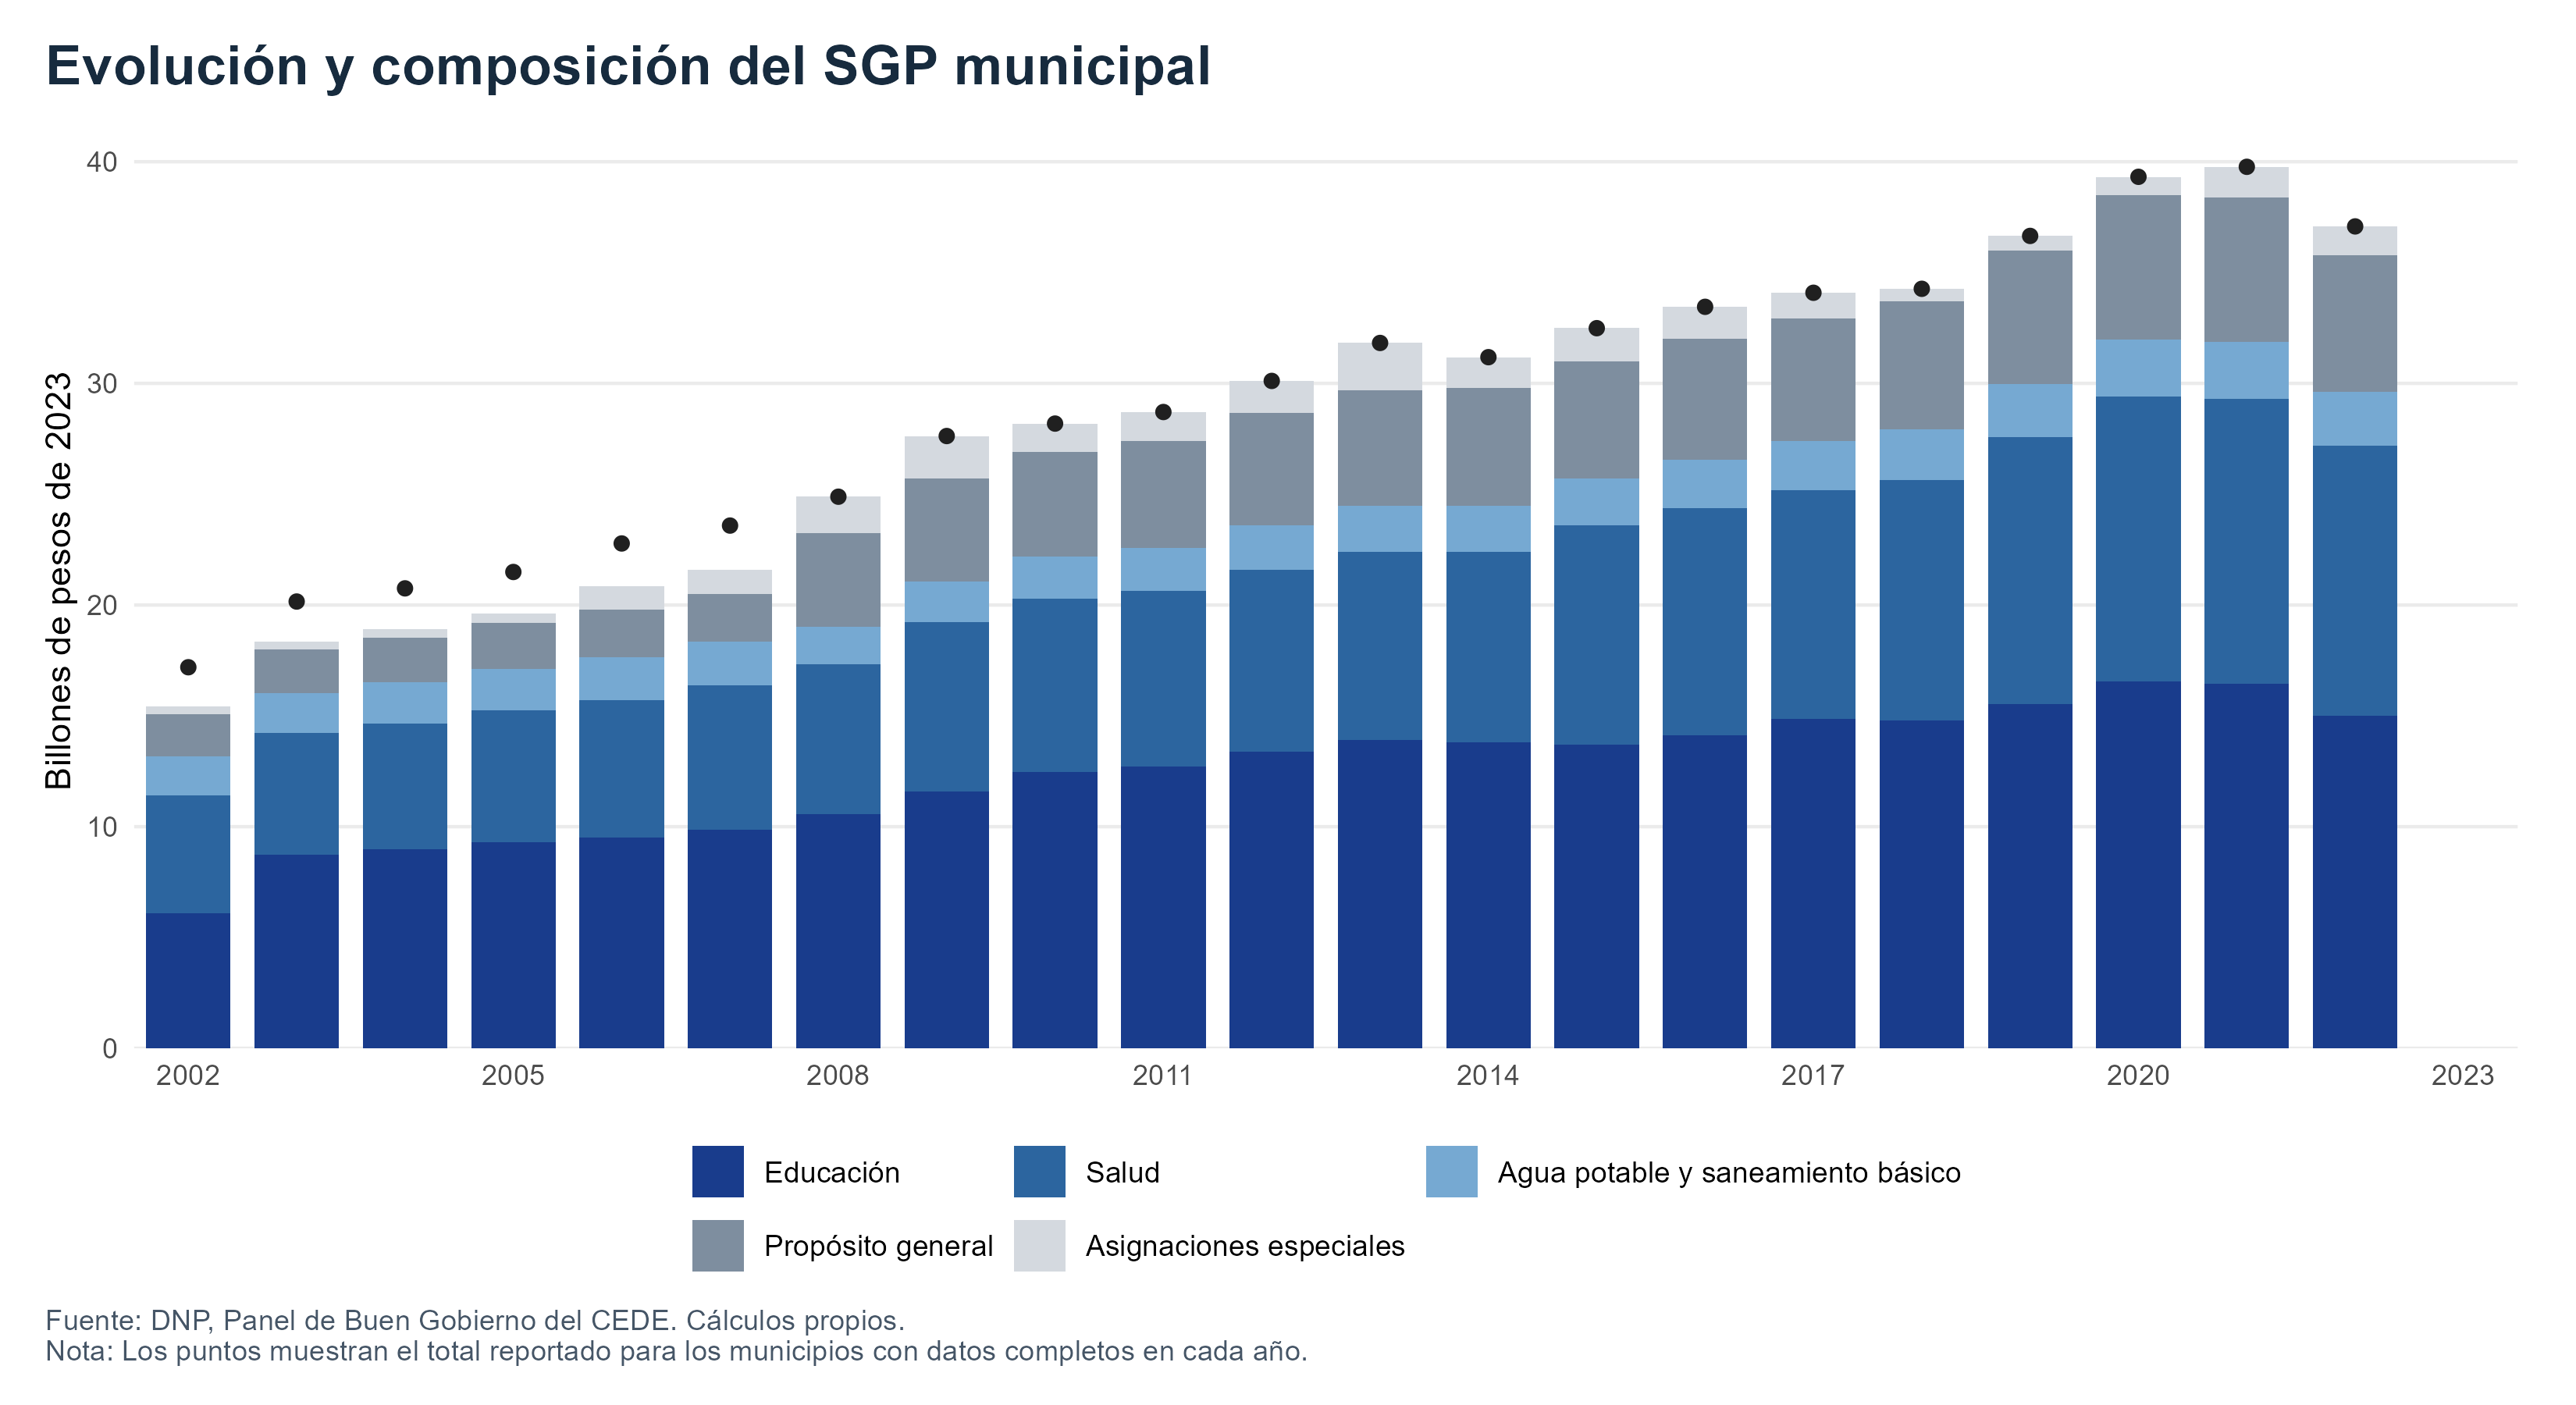 Evolución y composición del SGP municipal
Billones de pesos de 2023
40
30
20
10
0
2002
2005
2008
2011
2014
2017
2020
2023
Educación
Salud
Agua potable y saneamiento básico
Propósito general
Asignaciones especiales
Fuente: DNP, Panel de Buen Gobierno del CEDE. Cálculos propios.
Nota: Los puntos muestran el total reportado para los municipios con datos completos en cada año.